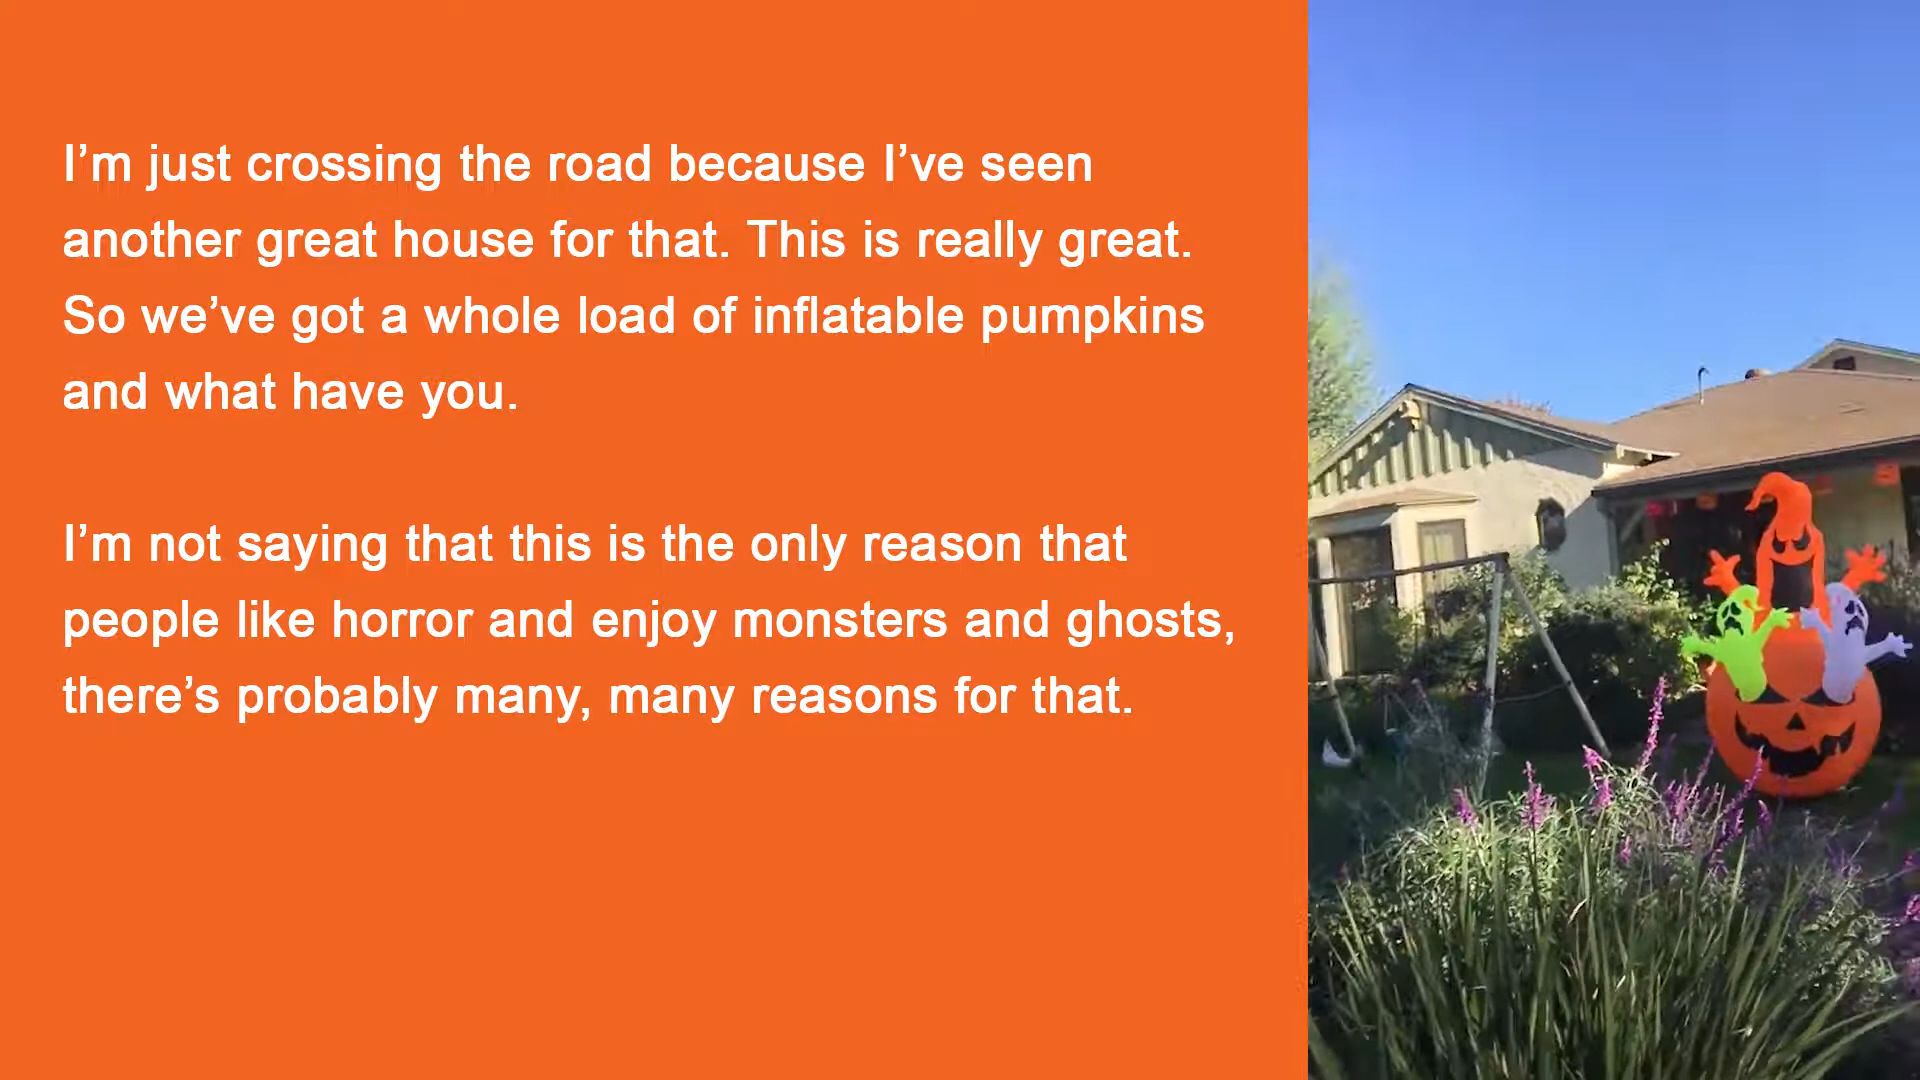 I’m just crossing the road because I’ve seen
another great house for that. This is really great.
So we’ve got a whole load of inflatable pumpkins
and what have you.
I’m not saying that this is the only reason that
people like horror and enjoy monsters and ghosts,
there’s probably many, many reasons for that.